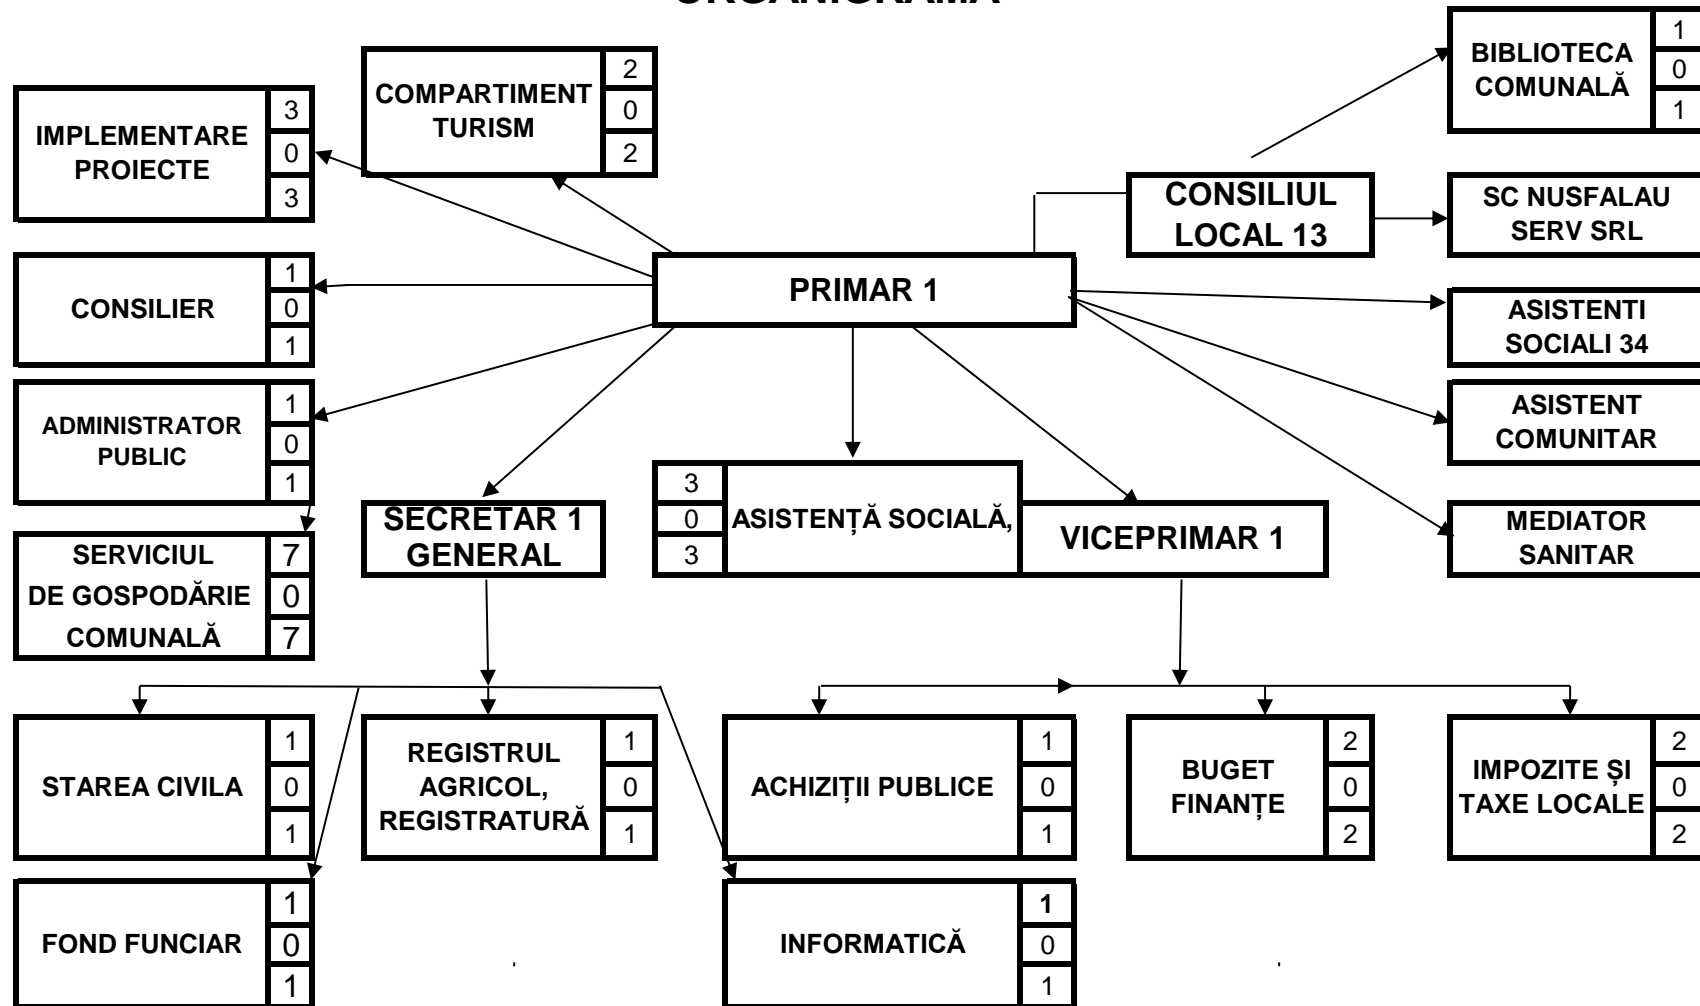 ORGANIGRAMA
BIBLIOTECA
COMUNALĂ
1
0
1
COMPARTIMENT
TURISM
2
0
2
IMPLEMENTARE
PROIECTE
3
0
3
CONSILIUL
LOCAL 13
SC NUSFALAU
SERV SRL
CONSILIER
1
0
1
PRIMAR 1
ASISTENTI
SOCIALI 34
ADMINISTRATOR
PUBLIC
1
0
1
ASISTENT
COMUNITAR
SECRETAR 1
GENERAL
3
0
3
ASISTENȚĂ SOCIALĂ,
VICEPRIMAR 1
MEDIATOR
SANITAR
SERVICIUL
DE GOSPODĂRIE
COMUNALĂ
7
0
7
STAREA CIVILA
1
0
1
REGISTRUL
AGRICOL,
REGISTRATURĂ
1
0
1
ACHIZIȚII PUBLICE
1
0
1
BUGET
FINANȚE
2
0
2
IMPOZITE ȘI
TAXE LOCALE
2
0
2
FOND FUNCIAR
1
0
1
INFORMATICĂ
1
0
1